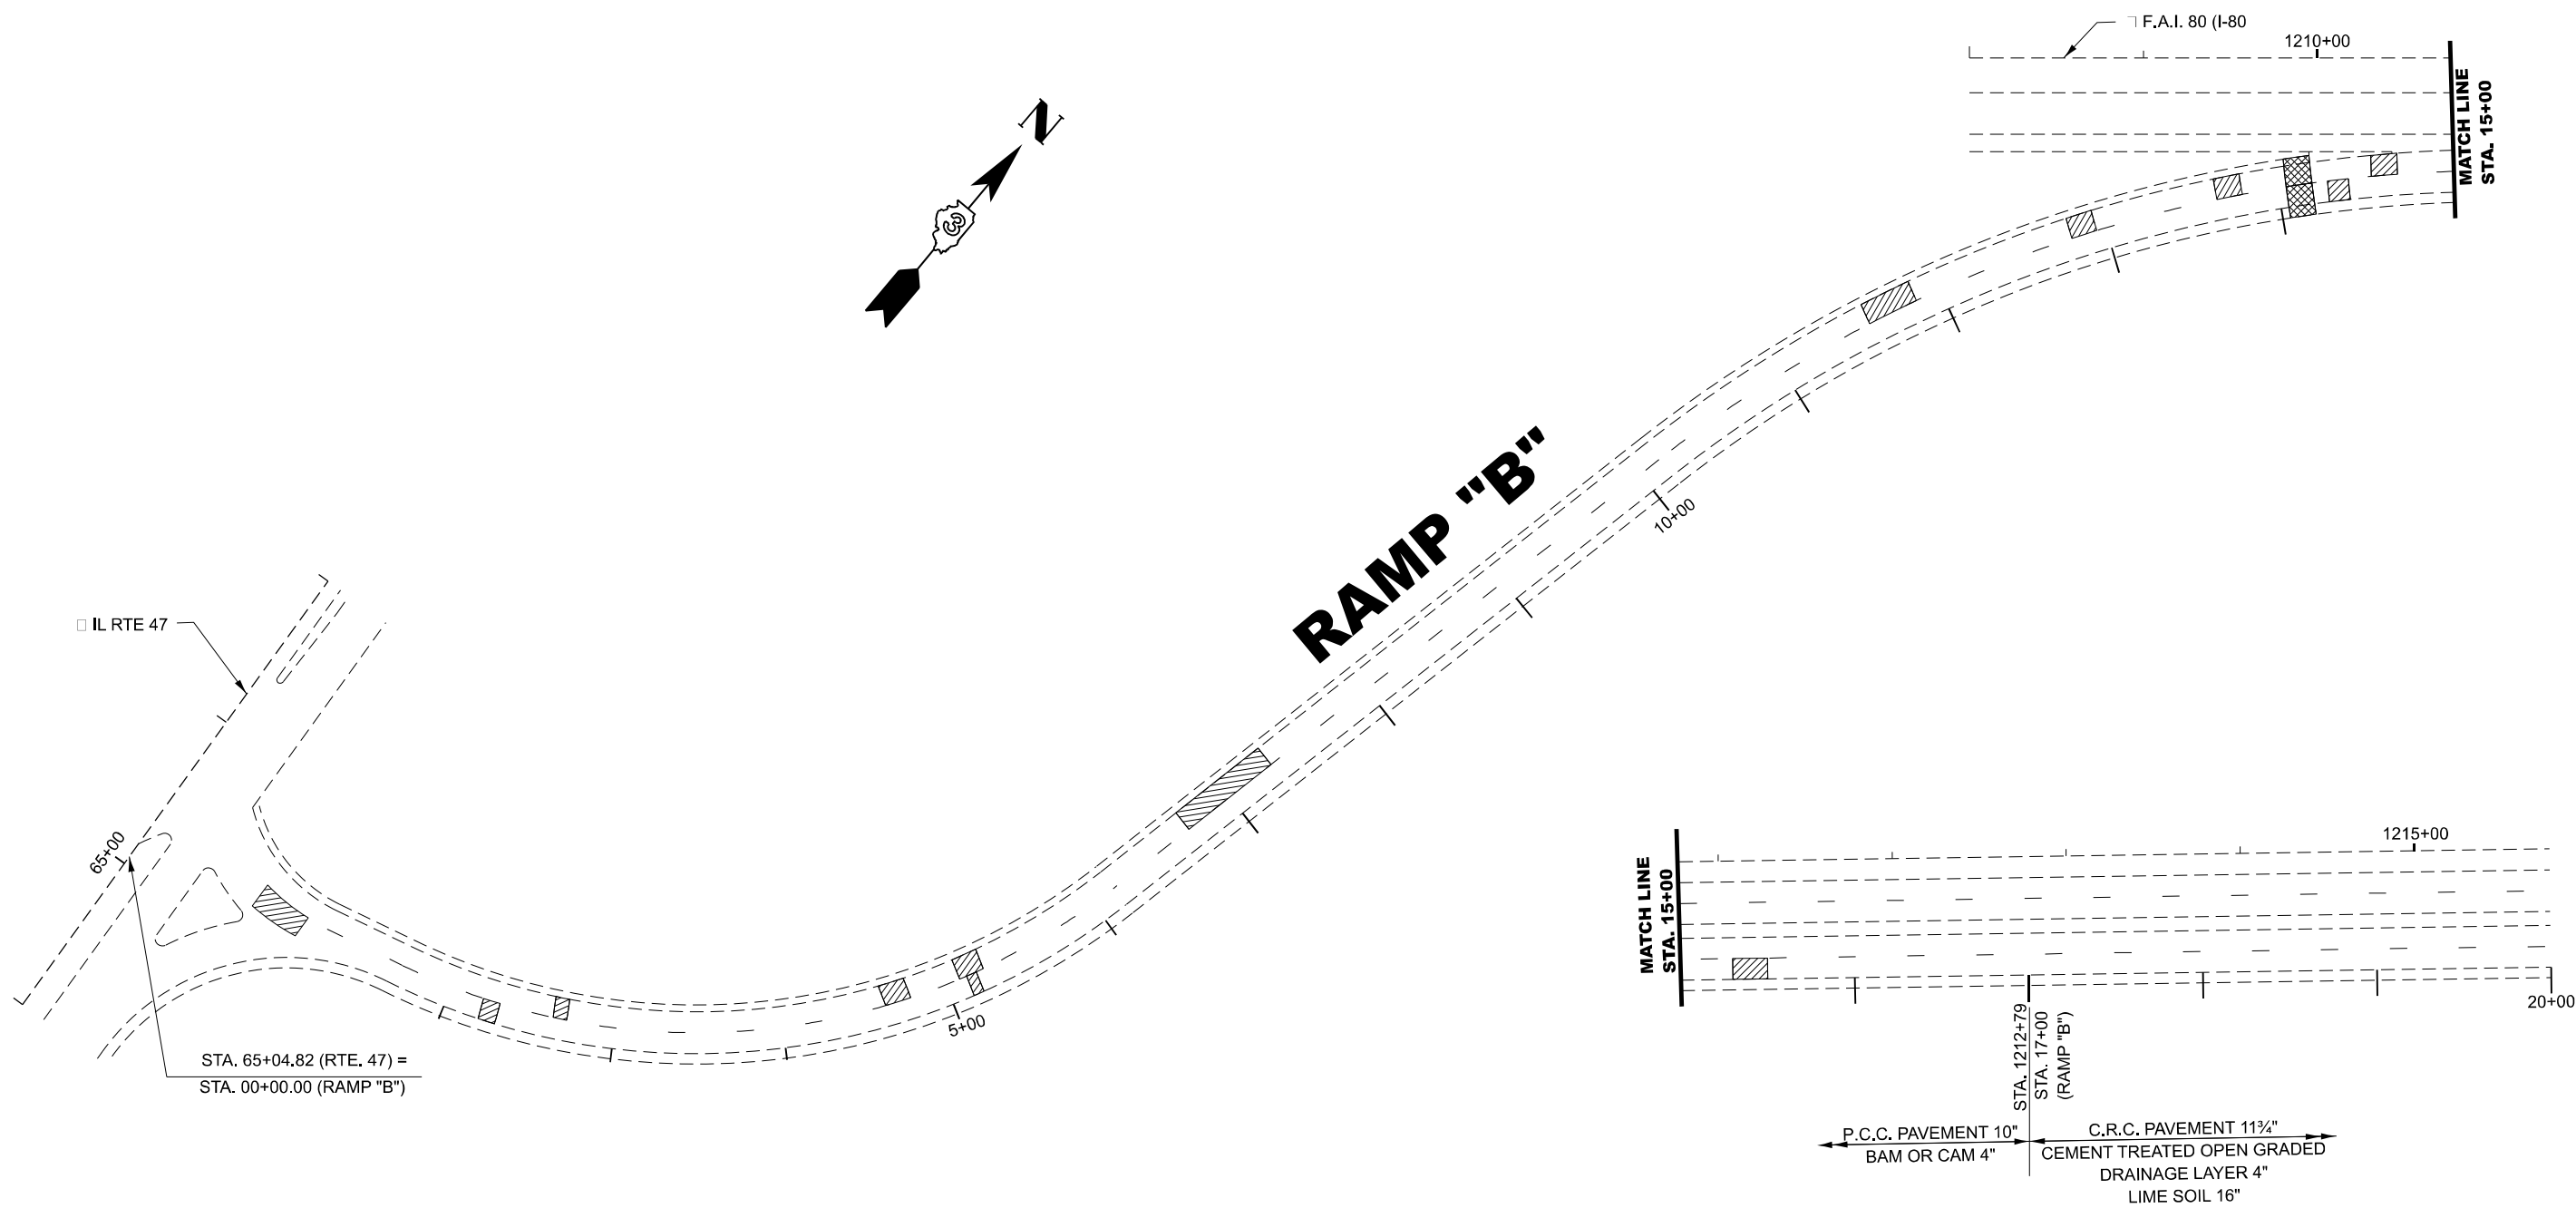 F.A.I. 80 (I-80
1210+00
MATCH LINE
STA. 15+00
N
3
RAMP "B"
10+00
IL RTE 47
65+00
5+00
STA. 65+04.82 (RTE. 47) =
STA. 00+00.00 (RAMP "B")
MATCH LINE
STA. 15+00
1215+00
20+00
STA. 1212+79
STA. 17+00
(RAMP "B")
P.C.C. PAVEMENT 10"
BAM OR CAM 4"
C.R.C. PAVEMENT 11¾"
CEMENT TREATED OPEN GRADED
DRAINAGE LAYER 4"
LIME SOIL 16"